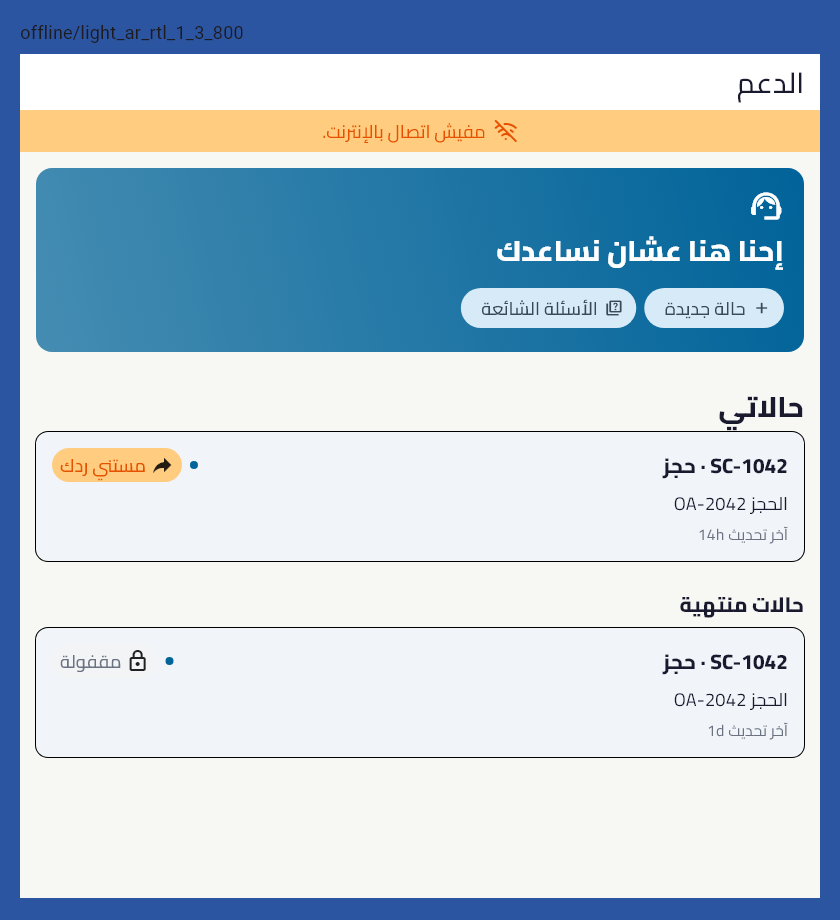 offline/light_ar_rtl_1_3_800
الدعم
مفيش اتصال بالإنترنت.
إحنا هنا عشان نساعدك
حالة جديدة
الأسئلة الشائعة
حالاتي
SC-1042 · حجز
مستني ردك
الحجز OA-2042
آخر تحديث 14h
حالات منتهية
SC-1042 · حجز
مقفولة
الحجز OA-2042
آخر تحديث 1d